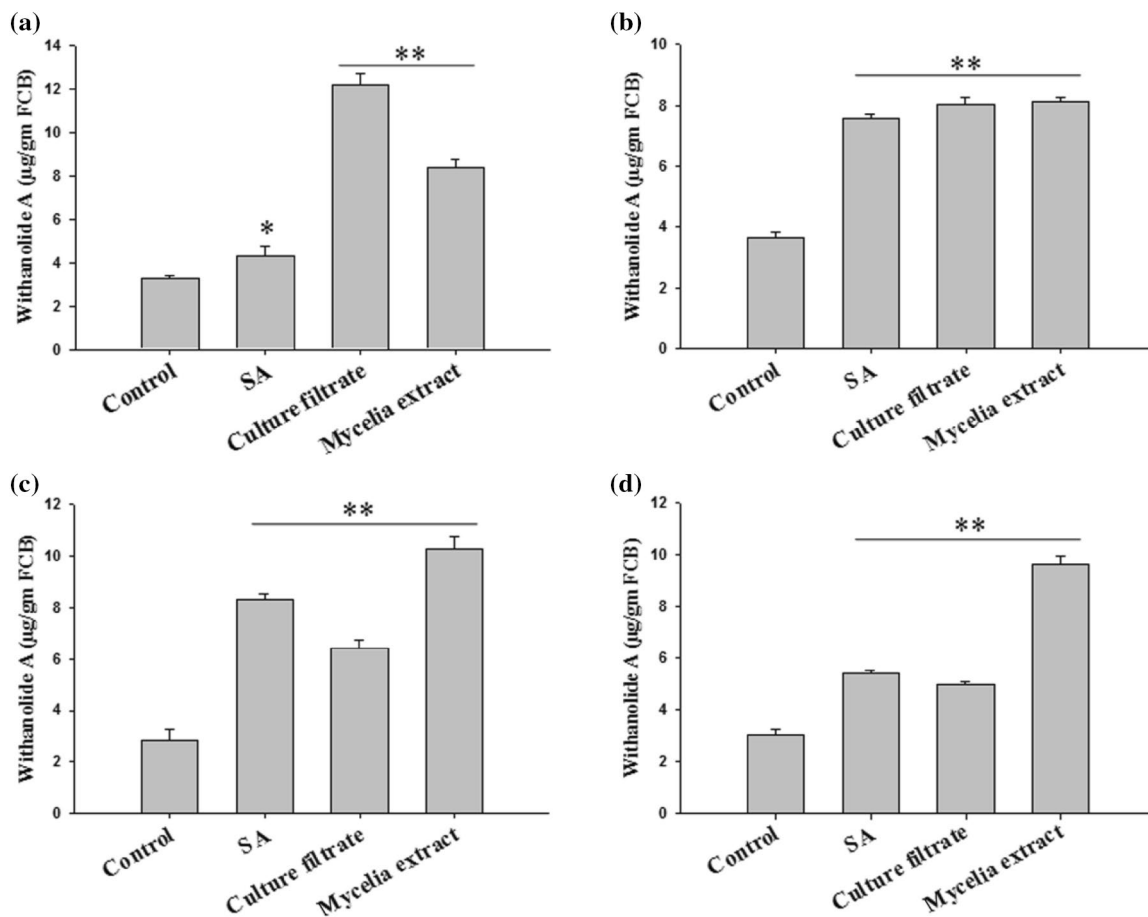 (a)
14
12
10
8
6
4
2
0
Withanolide A (µg/gm FCB)
*
**
Control
SA
Culture filtrate
Mycelia extract
(b)
10
8
6
4
2
0
Withanolide A (µg/gm FCB)
**
Control
SA
Culture filtrate
Mycelia extract
(c)
12
10
8
6
4
2
0
Withanolide A (µg/gm FCB)
**
Control
SA
Culture filtrate
Mycelia extract
(d)
12
10
8
6
4
2
0
Withanolide A (µg/gm FCB)
**
Control
SA
Culture filtrate
Mycelia extract